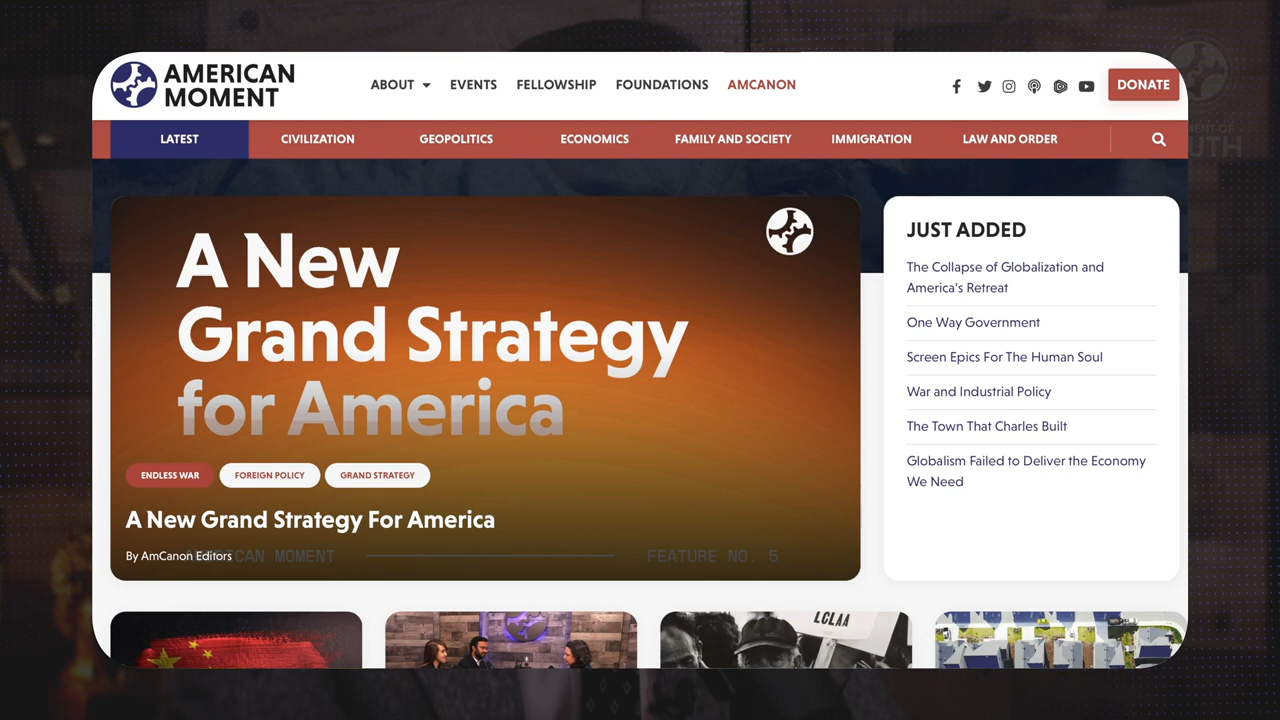 AMERICAN
MOMENT
ABOUT
EVENTS
FELLOWSHIP
FOUNDATIONS
AMCANON
DONATE
LATEST
CIVILIZATION
GEOPOLITICS
ECONOMICS
FAMILY AND SOCIETY
IMMIGRATION
LAW AND ORDER
A New
Grand Strategy
for America
ENDLESS WAR
FOREIGN POLICY
GRAND STRATEGY
A New Grand Strategy For America
By AmCanon Editors
MOMENT
FEATURE NO. 5
JUST ADDED
The Collapse of Globalization and
America's Retreat
One Way Government
Screen Epics For The Human Soul
War and Industrial Policy
The Town That Charles Built
Globalism Failed to Deliver the Economy
We Need
LCLAA